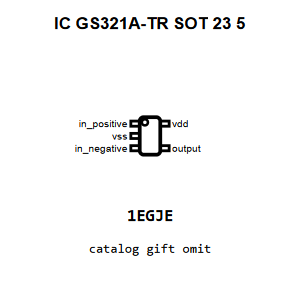 IC GS321A-TR SOT 23 5
in_positive vdd
vss
in_negative output
1EGJE
catalog gift omit